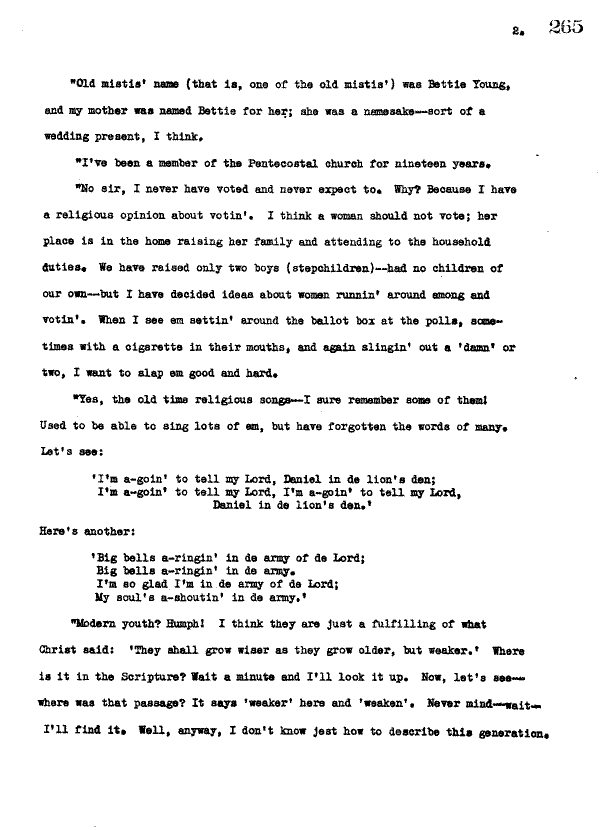 2. 265
"Old mistis' name (that is, one of the old mistis') was Bettie Young,
and my mother was named Bettie for her; she was a namesake--sort of a
wedding present, I think.
"I've been a member of the Pentecostal church for nineteen years.
"No sir, I never have voted and never expect to. Why? Because I have
a religious opinion about votin'. I think a woman should not vote; her
place is in the home raising her family and attending to the household
duties. We have raised only two boys (stepchildren)--had no children of
our own--but I have decided ideas about women runnin' around among and
votin'. When I see em settin' around the ballot box at the polls, some-
times with a cigarette in their mouths, and again slingin' out a 'damn' or
two, I want to slap em good and hard.
"Yes, the old time religious songs--I sure remember some of them!
Used to be able to sing lots of em, but have forgotten the words of many.
Let's see:
'I'm a-goin' to tell my Lord, Daniel in de lion's den;
I'm a-goin' to tell my Lord, I'm a-goin' to tell my Lord,
Daniel in de lion's den.'
Here's another:
'Big bells a-ringin' in de army of de Lord;
Big bells a-ringin' in de army.
I'm so glad I'm in de army of de Lord;
My soul's a-shoutin' in de army.'
"Modern youth? Humph! I think they are just a fulfilling of what
Christ said: 'They shall grow wiser as they grow older, but weaker.' Where
is it in the Scripture? Wait a minute and I'll look it up. Now, let's see--
where was that passage? It says 'weaker' here and 'weaken'. Never mind--wait--
I'll find it. Well, anyway, I don't know jest how to describe this generation.